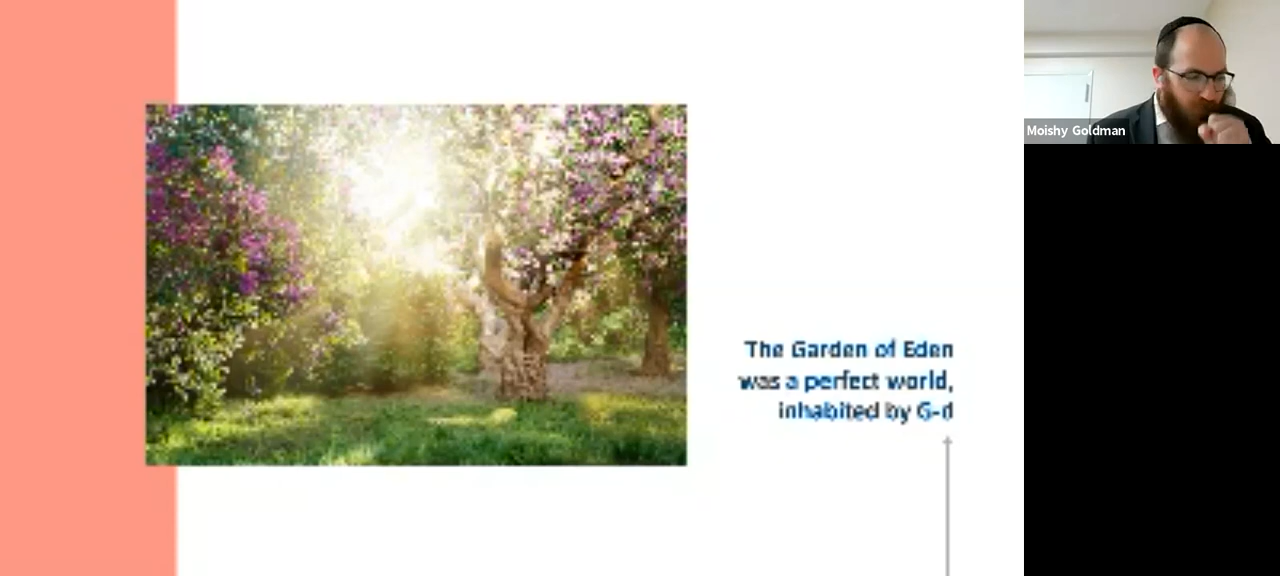 The Garden of Eden
was a perfect world,
inhabited by G-d
Moishy Goldman